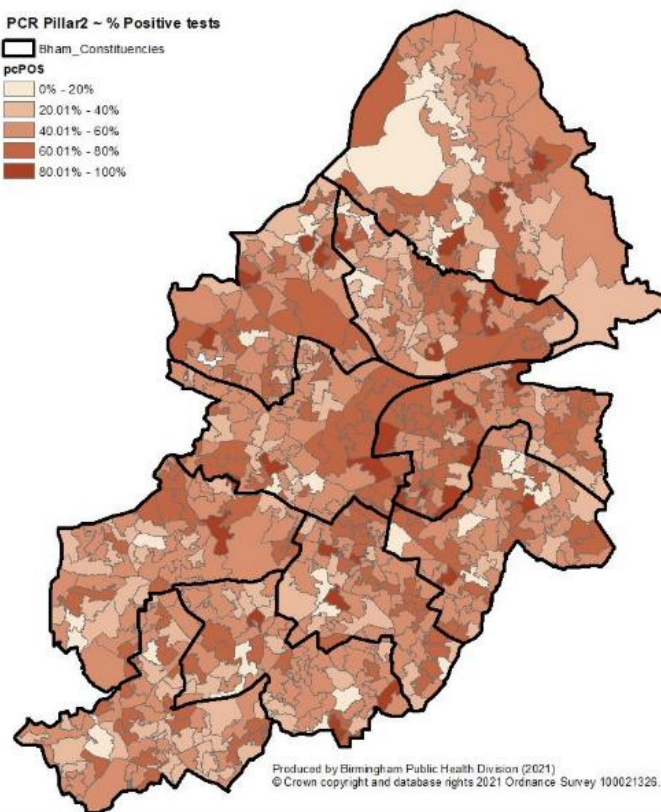 PCR Pillar2 ~ % Positive tests
Bham_Constituencies
pcPOS
0% - 20%
20.01% - 40%
40.01% - 60%
60.01% - 80%
80.01% - 100%
Produced by Birmingham Public Health Division (2021)
© Crown copyright and database rights 2021 Ordnance Survey 100021326.